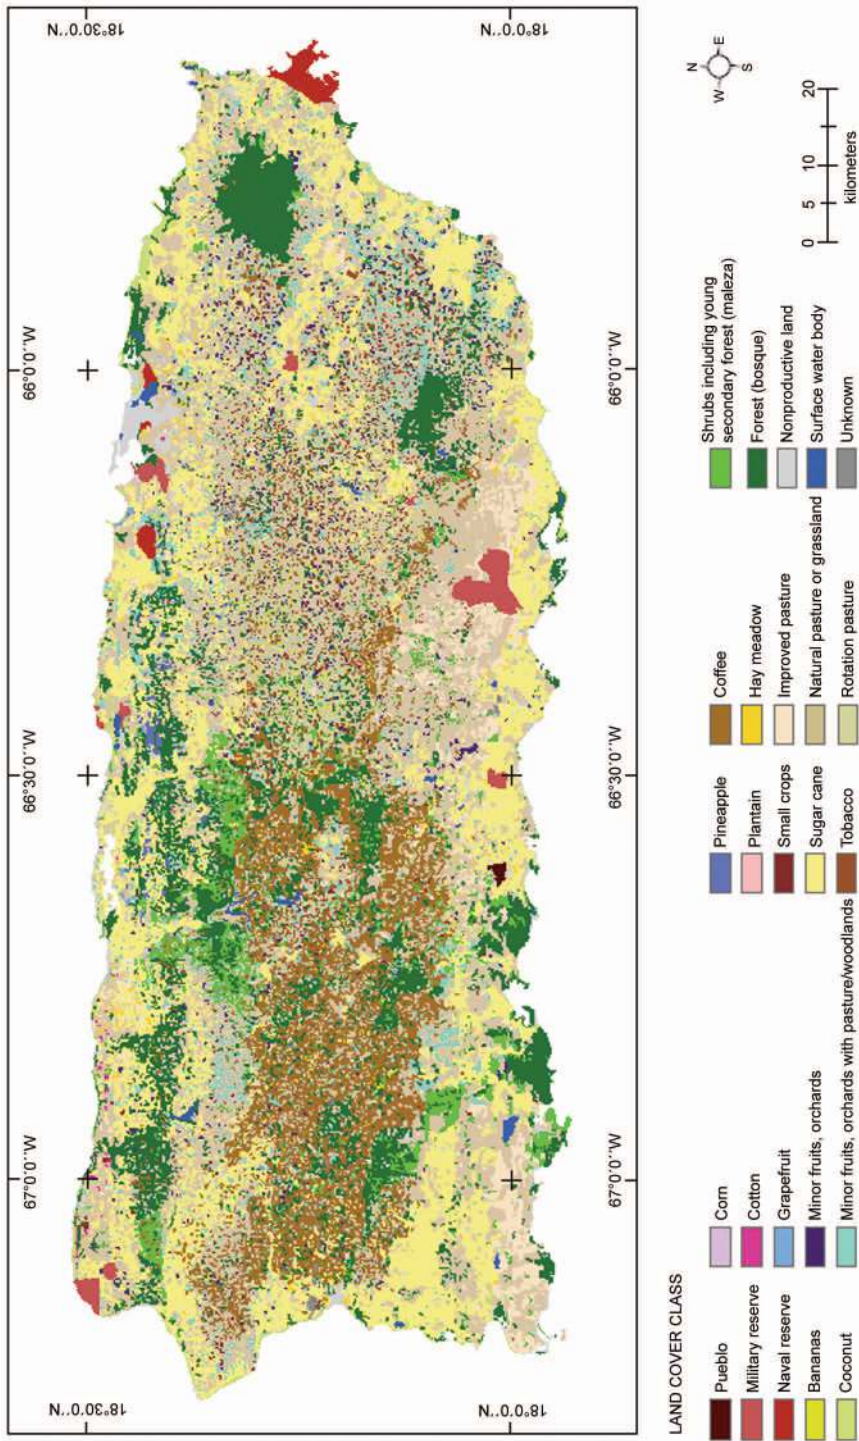 18°30'0''N
18°0'0''N
66°0'0''W
66°0'0''W
66°30'0''W
66°30'0''W
67°0'0''W
67°0'0''W
18°30'0''N
18°0'0''N
N
W
E
S
0
5
10
20
kilometers
LAND COVER CLASS
Pueblo
Military reserve
Naval reserve
Bananas
Coconut
Corn
Cotton
Grapefruit
Minor fruits, orchards
Minor fruits, orchards with pasture/woodlands
Pineapple
Plantain
Small crops
Sugar cane
Tobacco
Coffee
Hay meadow
Improved pasture
Natural pasture or grassland
Rotation pasture
Shrubs including young
secondary forest (maleza)
Forest (bosque)
Nonproductive land
Surface water body
Unknown